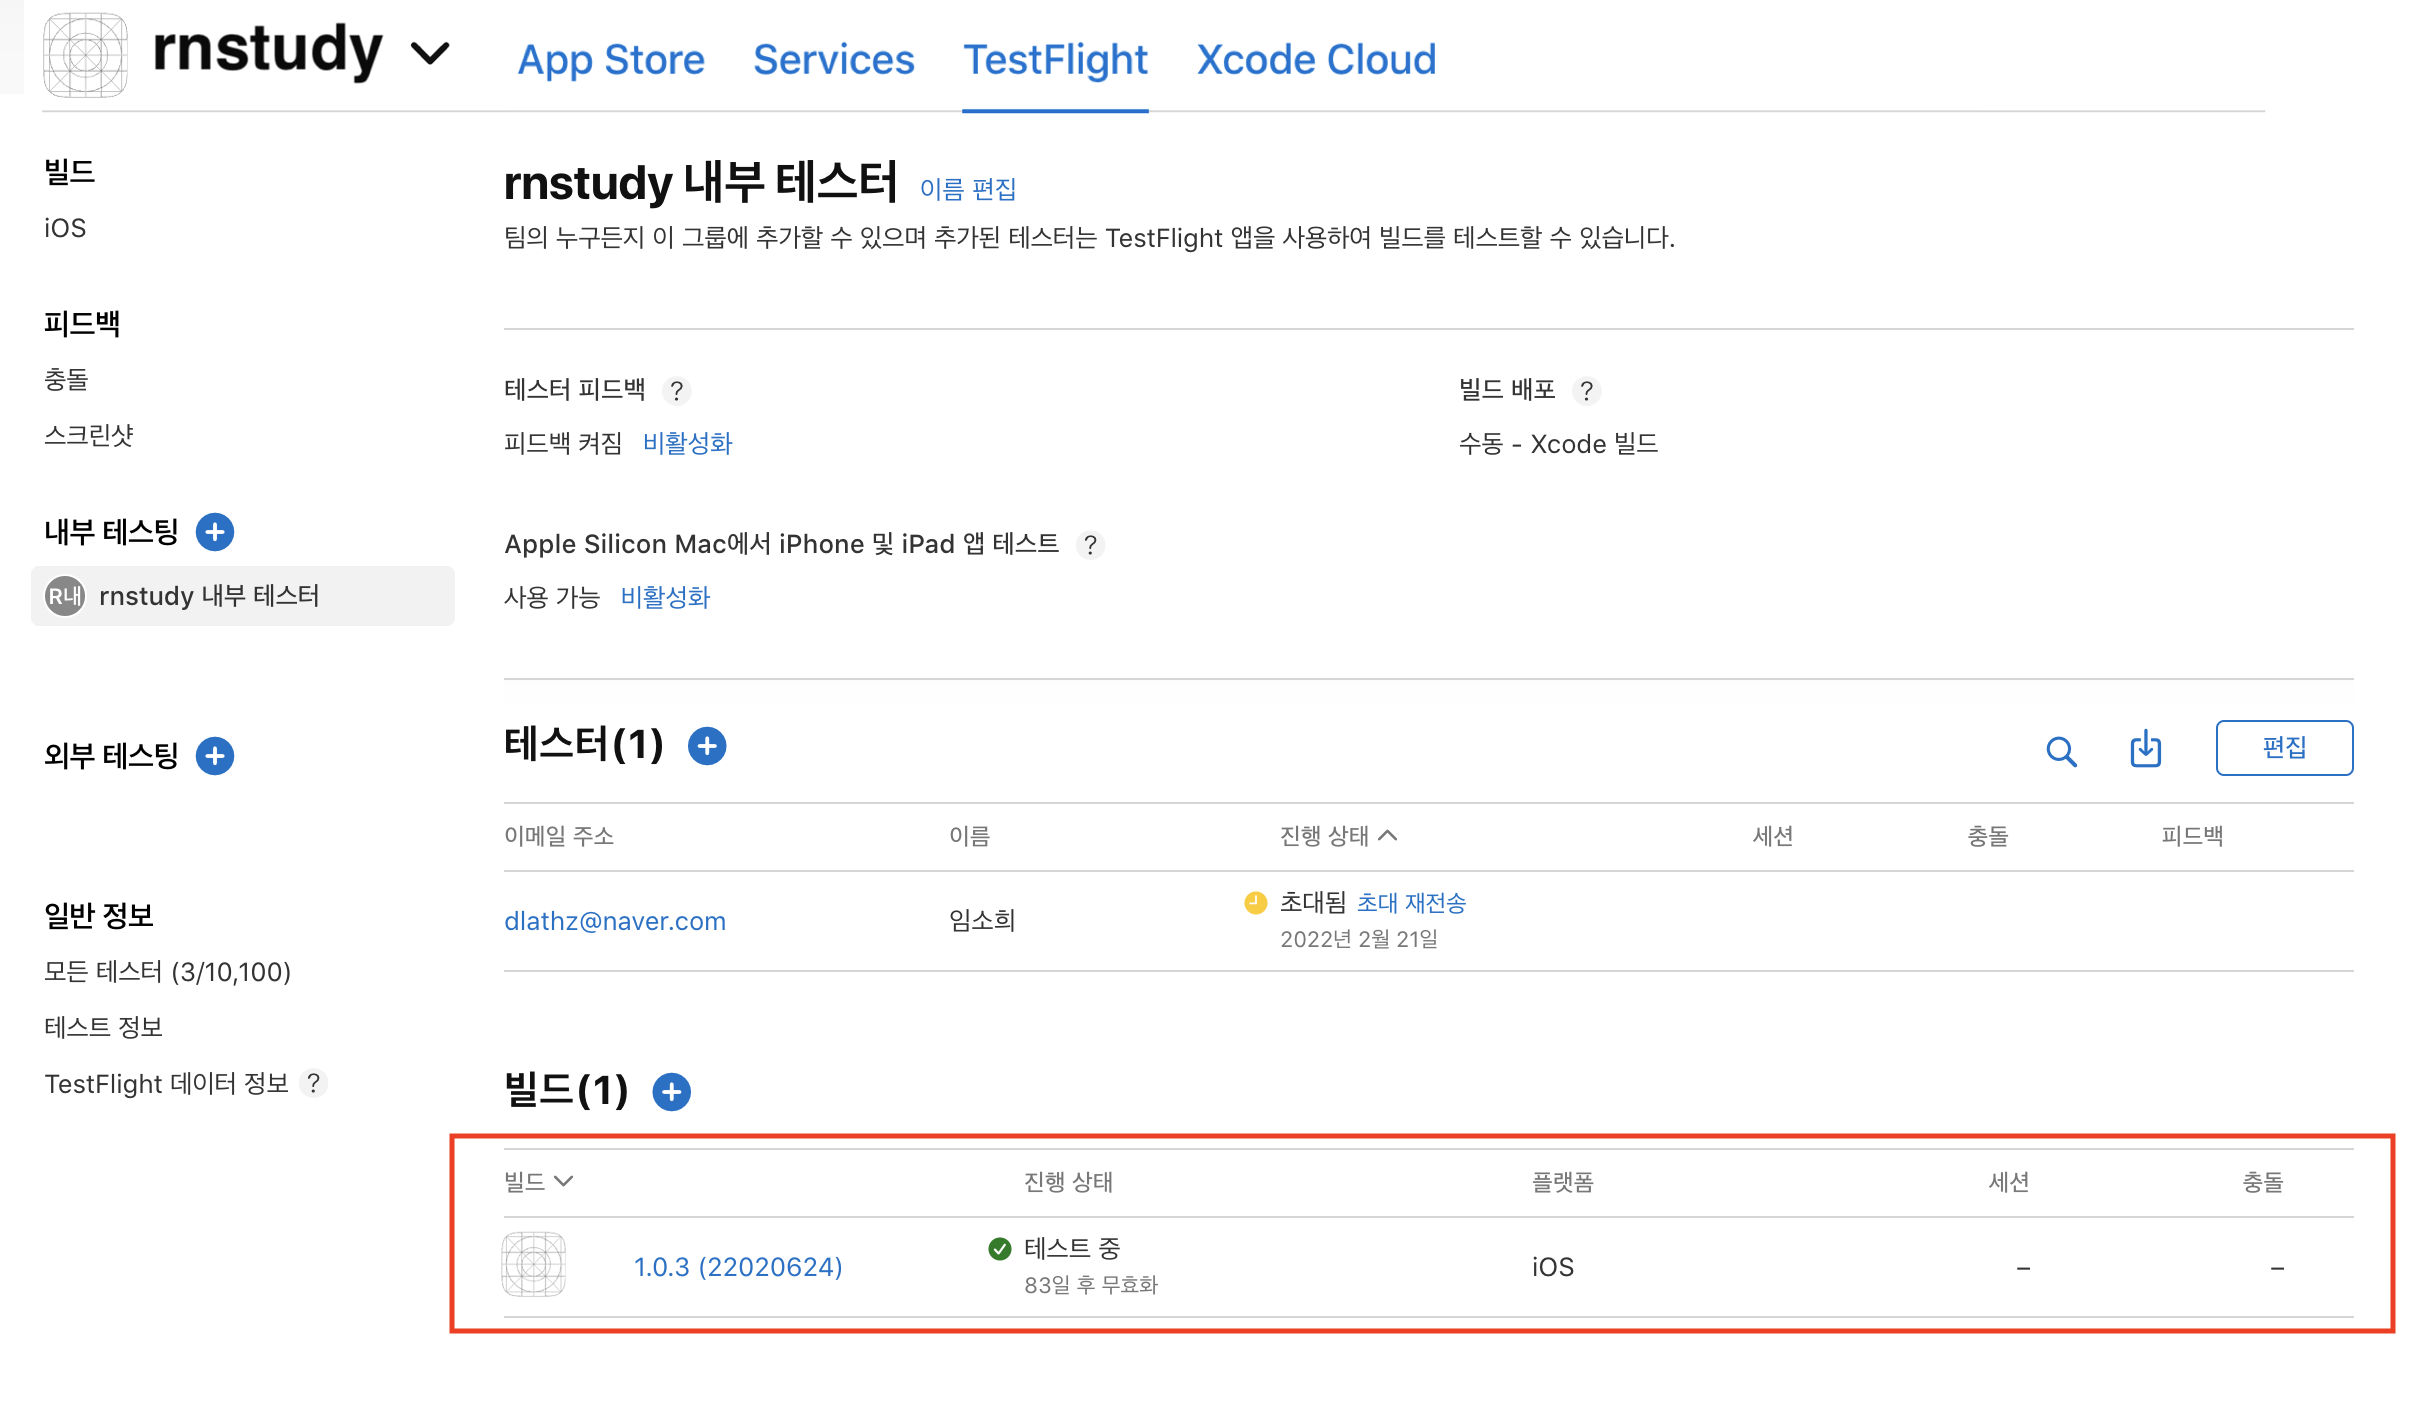 rnstudy
App Store Services TestFlight Xcode Cloud
빌드
iOS
피드백
충돌
스크린샷
내부 테스팅
R내 rnstudy 내부 테스터
외부 테스팅
일반 정보
모든 테스터 (3/10,100)
테스트 정보
TestFlight 데이터 정보 ?
rnstudy 내부 테스터 이름 편집
팀의 누구든지 이 그룹에 추가할 수 있으며 추가된 테스터는 TestFlight 앱을 사용하여 빌드를 테스트할 수 있습니다.
테스터 피드백 ?
피드백 켜짐 비활성화
빌드 배포 ?
수동 - Xcode 빌드
Apple Silicon Mac에서 iPhone 및 iPad 앱 테스트 ?
사용 가능 비활성화
테스터(1)
편집
이메일 주소 이름 진행 상태 세션 충돌 피드백
dlathz@naver.com 임소희 초대됨 초대 재전송
2022년 2월 21일
빌드(1)
빌드 진행 상태 플랫폼 세션 충돌
1.0.3 (22020624) 테스트 중 iOS – –
83일 후 무효화